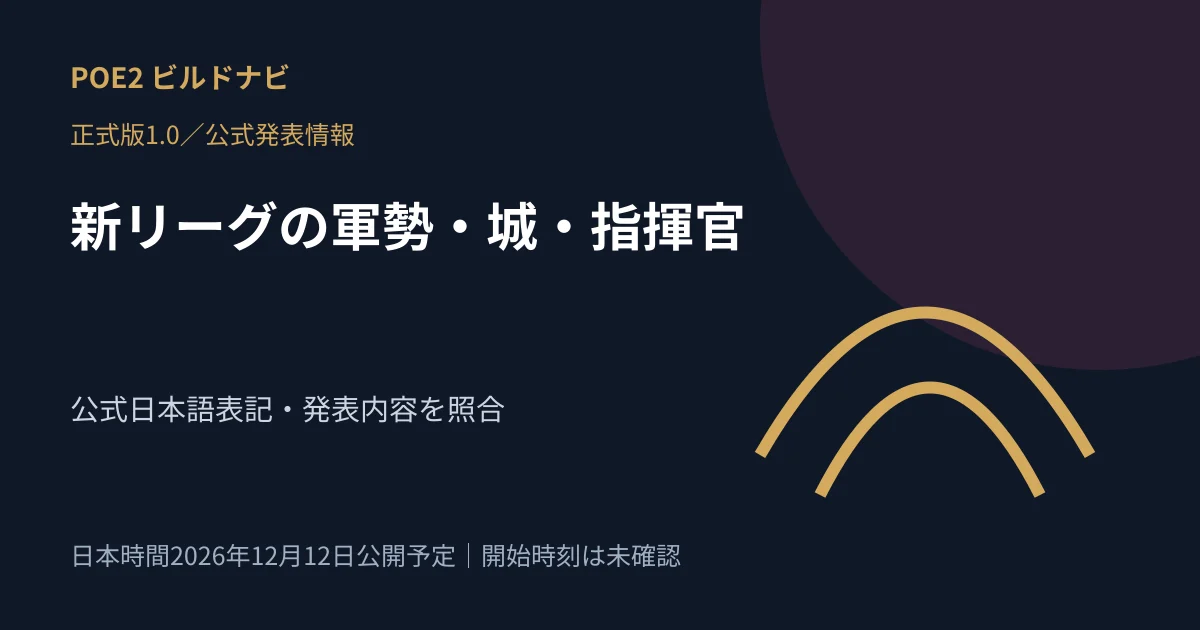 POE2 ビルドナビ
正式版1.0／公式発表情報
新リーグの軍勢・城・指揮官
公式日本語表記・発表内容を照合
日本時間2026年12月12日公開予定｜開始時刻は未確認